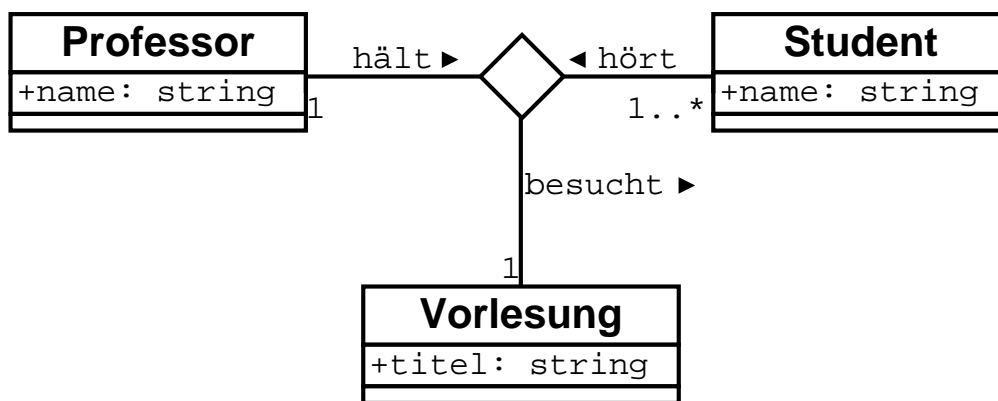 Professor
+name: string
1
hält ►
◄ hört
1..*
Student
+name: string
besucht ►
1
Vorlesung
+titel: string